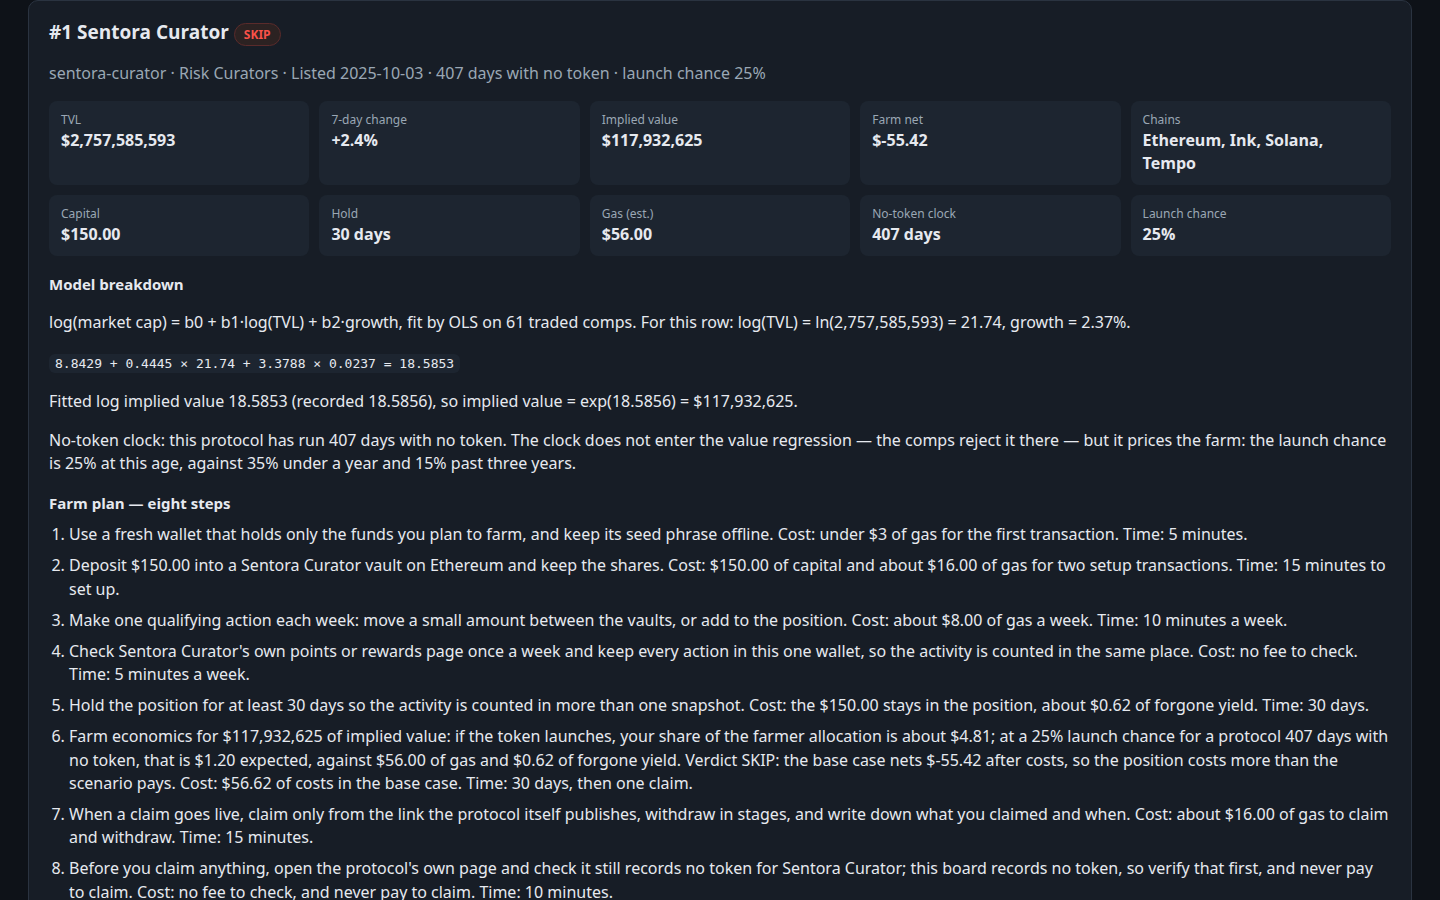 #1 Sentora Curator SKIP
sentora-curator · Risk Curators · Listed 2025-10-03 · 407 days with no token · launch chance 25%
TVL
$2,757,585,593
7-day change
+2.4%
Implied value
$117,932,625
Farm net
$-55.42
Chains
Ethereum, Ink, Solana,
Tempo
Capital
$150.00
Hold
30 days
Gas (est.)
$56.00
No-token clock
407 days
Launch chance
25%
Model breakdown
log(market cap) = b0 + b1·log(TVL) + b2·growth, fit by OLS on 61 traded comps. For this row: log(TVL) = ln(2,757,585,593) = 21.74, growth = 2.37%.
8.8429 + 0.4445 × 21.74 + 3.3788 × 0.0237 = 18.5853
Fitted log implied value 18.5853 (recorded 18.5856), so implied value = exp(18.5856) = $117,932,625.
No-token clock: this protocol has run 407 days with no token. The clock does not enter the value regression — the comps reject it there — but it prices the farm: the launch chance
is 25% at this age, against 35% under a year and 15% past three years.
Farm plan — eight steps
1. Use a fresh wallet that holds only the funds you plan to farm, and keep its seed phrase offline. Cost: under $3 of gas for the first transaction. Time: 5 minutes.
2. Deposit $150.00 into a Sentora Curator vault on Ethereum and keep the shares. Cost: $150.00 of capital and about $16.00 of gas for two setup transactions. Time: 15 minutes to
set up.
3. Make one qualifying action each week: move a small amount between the vaults, or add to the position. Cost: about $8.00 of gas a week. Time: 10 minutes a week.
4. Check Sentora Curator's own points or rewards page once a week and keep every action in this one wallet, so the activity is counted in the same place. Cost: no fee to check.
Time: 5 minutes a week.
5. Hold the position for at least 30 days so the activity is counted in more than one snapshot. Cost: the $150.00 stays in the position, about $0.62 of forgone yield. Time: 30 days.
6. Farm economics for $117,932,625 of implied value: if the token launches, your share of the farmer allocation is about $4.81; at a 25% launch chance for a protocol 407 days with
no token, that is $1.20 expected, against $56.00 of gas and $0.62 of forgone yield. Verdict SKIP: the base case nets $-55.42 after costs, so the position costs more than the
scenario pays. Cost: $56.62 of costs in the base case. Time: 30 days, then one claim.
7. When a claim goes live, claim only from the link the protocol itself publishes, withdraw in stages, and write down what you claimed and when. Cost: about $16.00 of gas to claim
and withdraw. Time: 15 minutes.
8. Before you claim anything, open the protocol's own page and check it still records no token for Sentora Curator; this board records no token, so verify that first, and never pay
to claim. Cost: no fee to check, and never pay to claim. Time: 10 minutes.